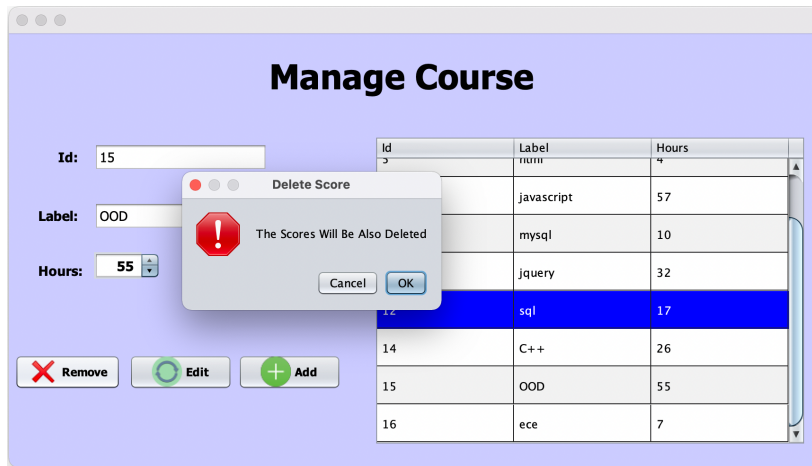 Manage Course
Id: 15
Label: OOD
Hours: 55
Remove Edit Add
Delete Score
The Scores Will Be Also Deleted
Cancel OK
Id Label Hours
html 4
javascript 57
mysql 10
jquery 32
12 sql 17
14 C++ 26
15 OOD 55
16 ece 7